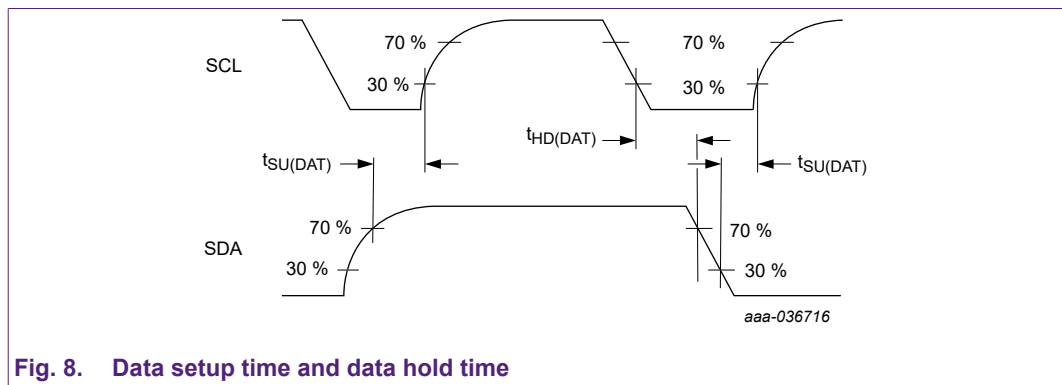 70 %
70 %
SCL
30 %
30 %
tHD(DAT)
tSU(DAT)
tSU(DAT)
70 %
70 %
SDA
30 %
30 %
aaa-036716
Fig. 8. Data setup time and data hold time